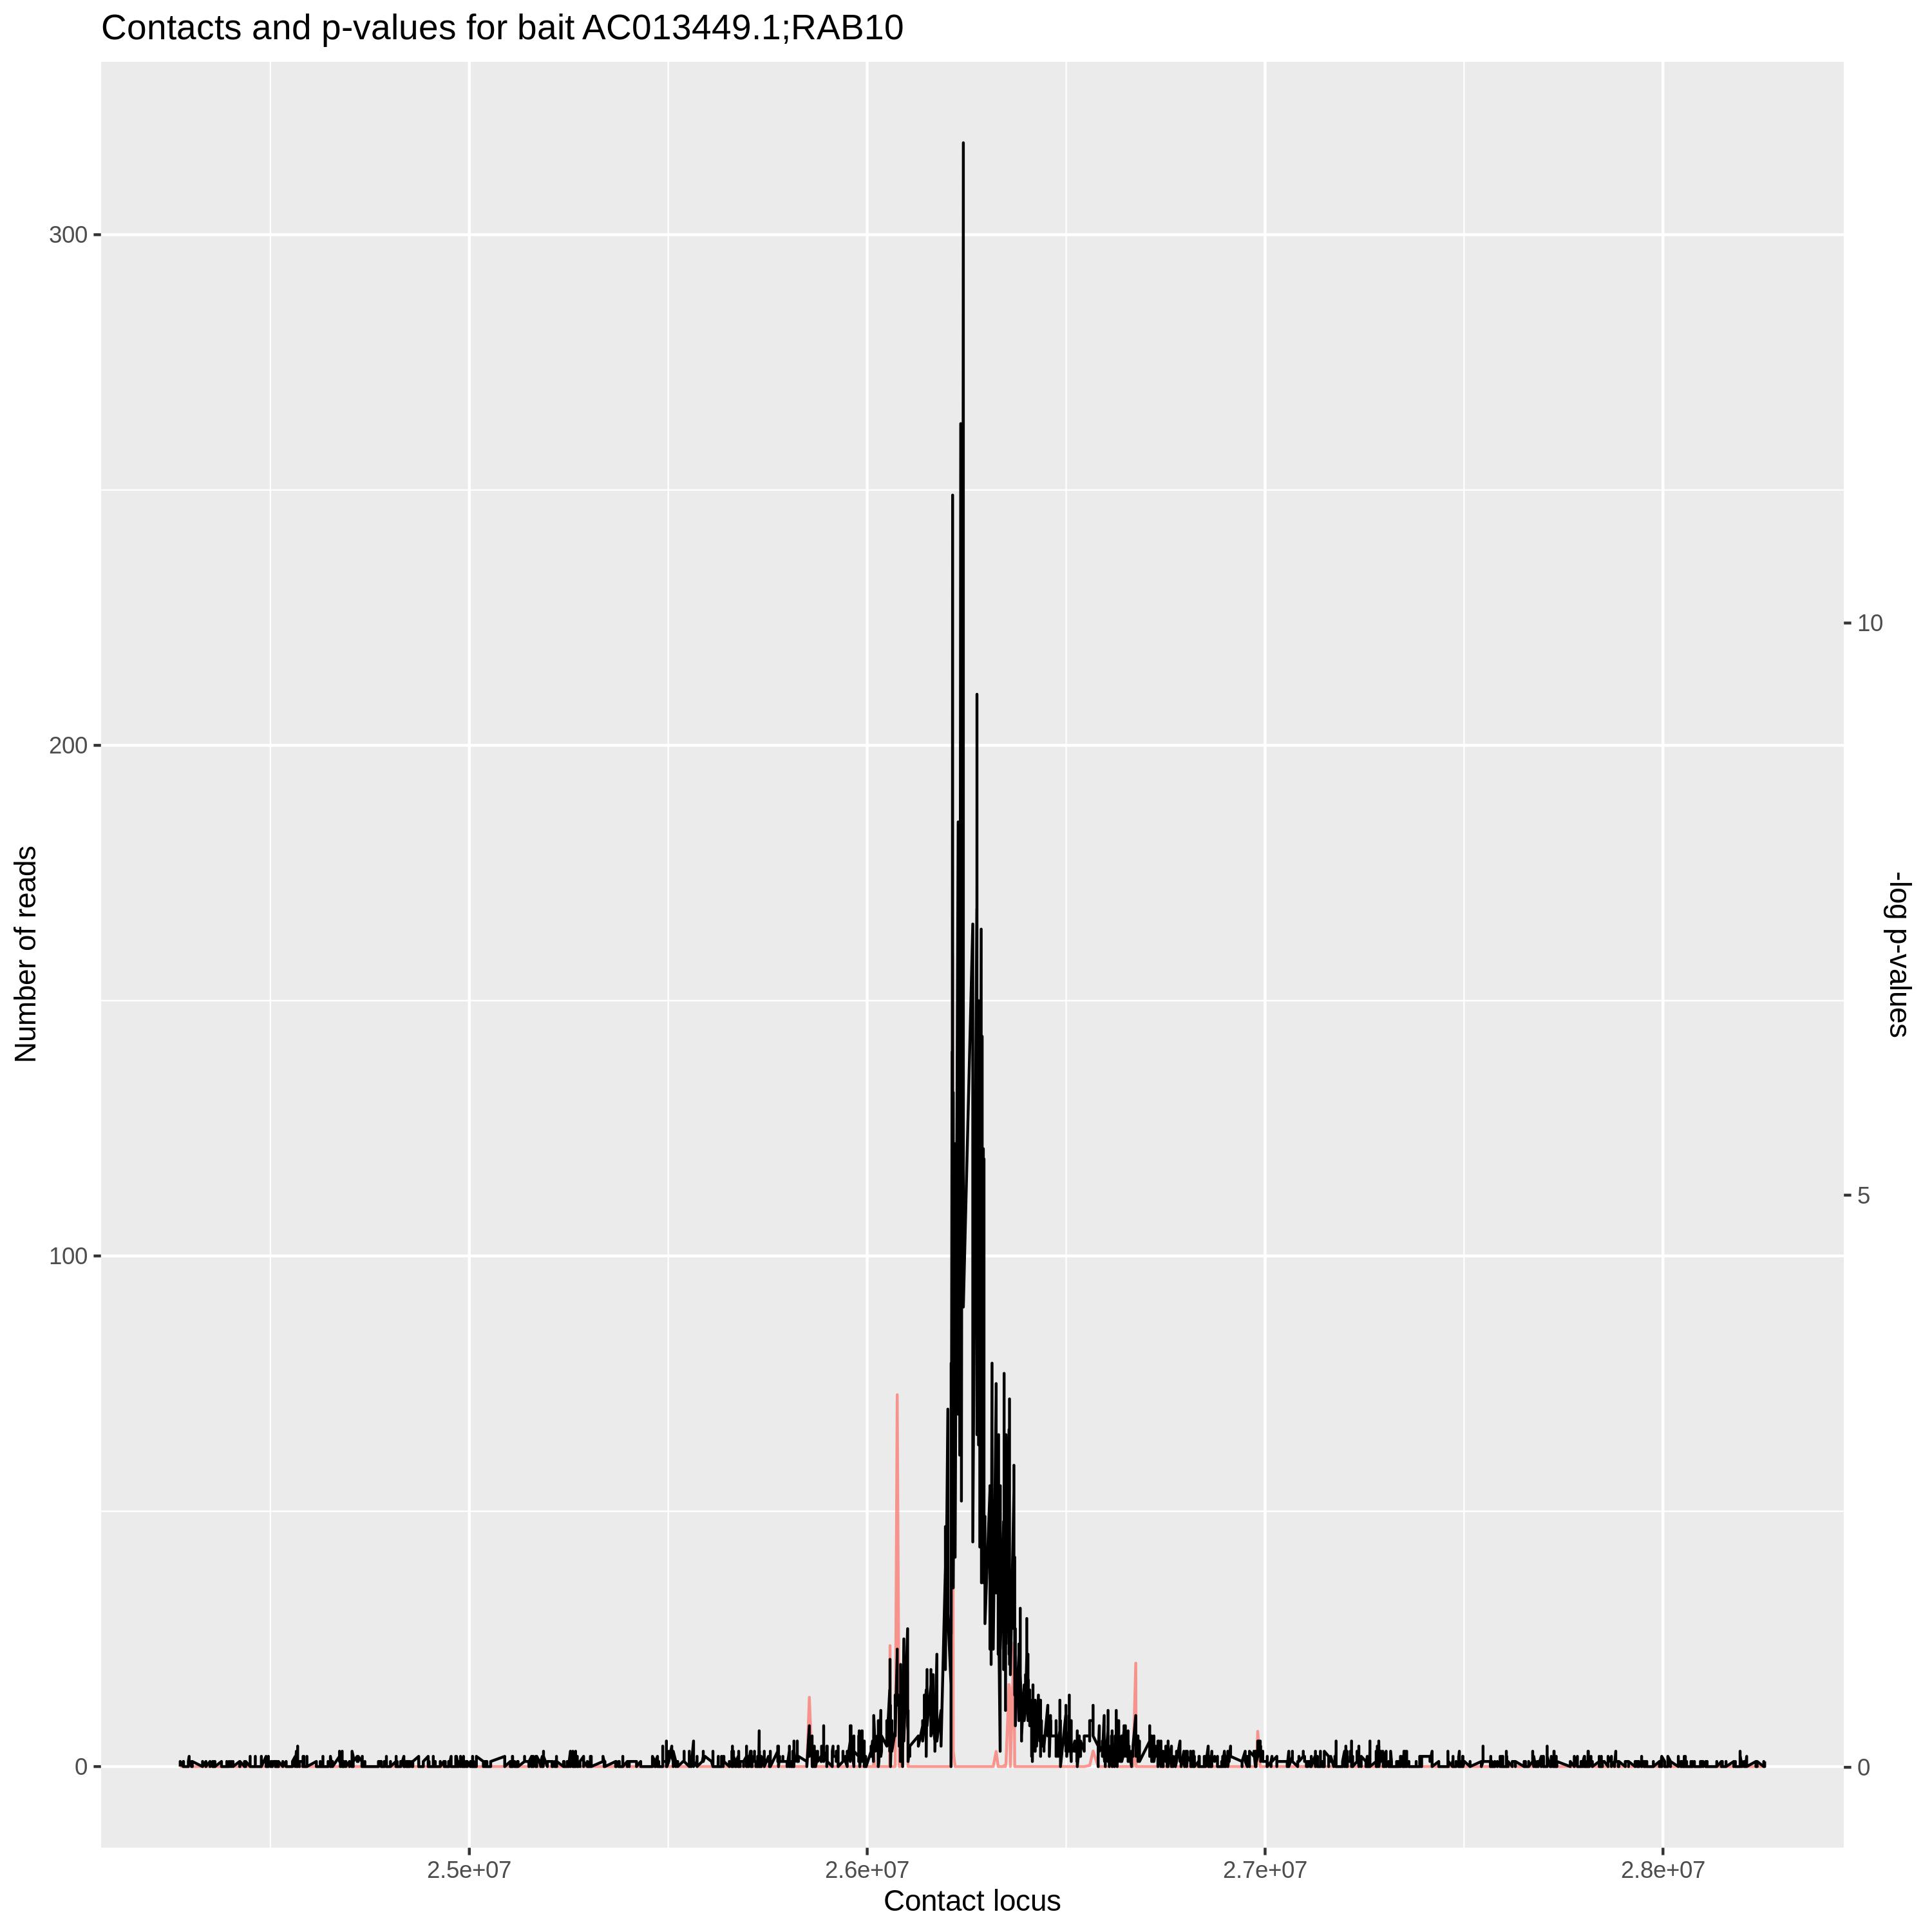 Contacts and p-values for bait AC013449.1;RAB10
300
200
100
0
Number of reads
10
5
0
-log p-values
2.5e+07
2.6e+07
2.7e+07
2.8e+07
Contact locus